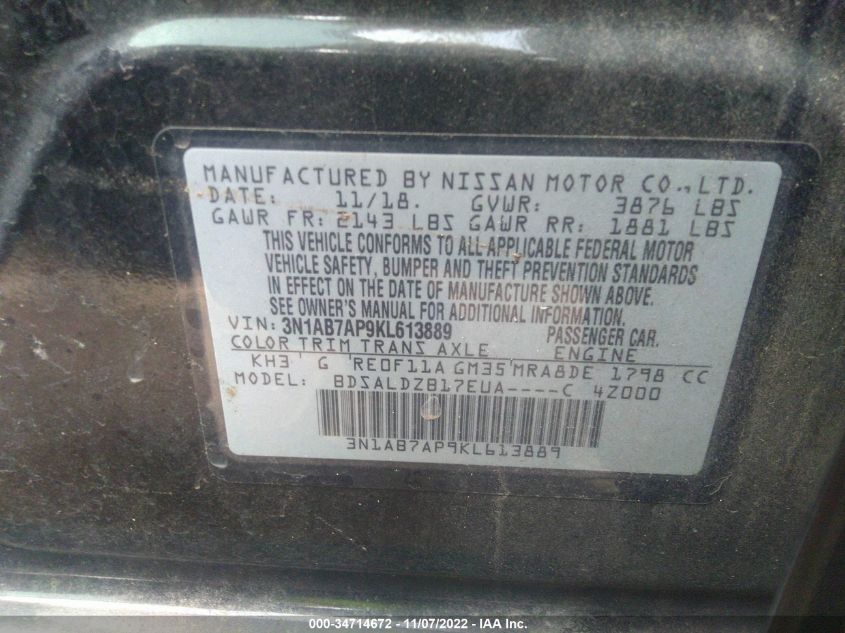 MANUFACTURED BY NISSAN MOTOR CO., LTD.
DATE: 11/18. GVWR: 3876 LBS
GAWR FR: 2143 LBS GAWR RR: 1881 LBS
THIS VEHICLE CONFORMS TO ALL APPLICABLE FEDERAL MOTOR
VEHICLE SAFETY, BUMPER AND THEFT PREVENTION STANDARDS
IN EFFECT ON THE DATE OF MANUFACTURE SHOWN ABOVE.
SEE OWNER'S MANUAL FOR ADDITIONAL INFORMATION.
VIN: 3N1AB7AP9KL613889 PASSENGER CAR.
COLOR TRIM TRANS AXLE ENGINE
KH3 G RE0F11A GM35 MRA8DE 1798 CC
MODEL: BDSALDZB17EUA----C 4Z000
3N1AB7AP9KL613889
000-34714672 - 11/07/2022 - IAA Inc.